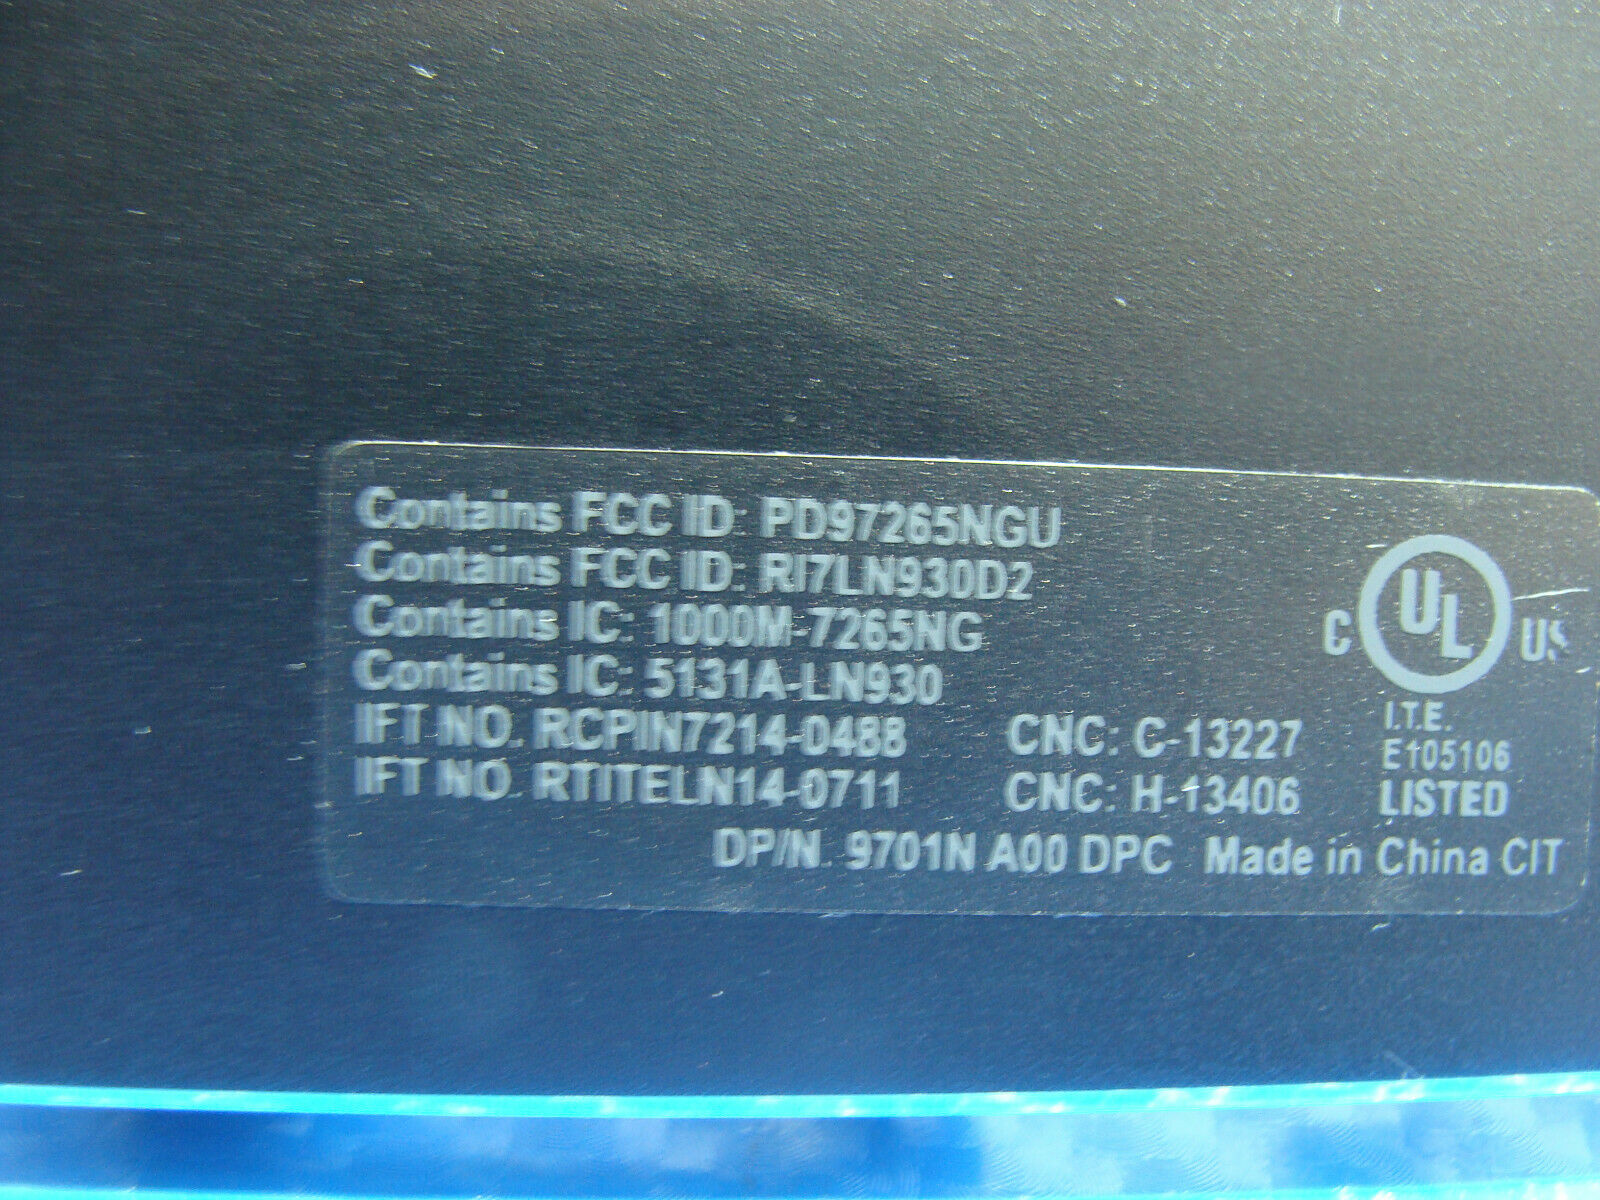 Contains FCC ID: PD97265NGU
Contains FCC ID: RI7LN930D2
Contains IC: 1000M-7265NG
Contains IC: 5131A-LN930
IFT NO. RCPIN7214-0488 CNC: C-13227
IFT NO. RTITELN14-0711 CNC: H-13406
C UL US
I.T.E.
E105106
LISTED
DP/N. 9701N A00 DPC Made in China CIT